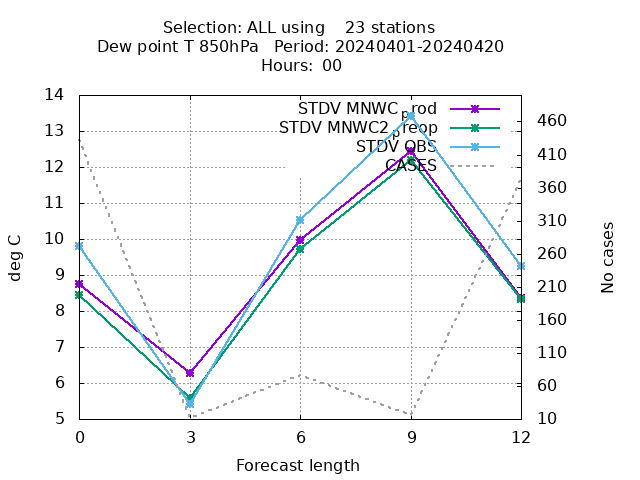 Selection: ALL using    23 stations
Dew point T 850hPa   Period: 20240401-20240420
Hours: 00
STDV MNWC_prod
STDV MNWC2_preop
STDV OBS
CASES
14
13
12
11
10
9
8
7
6
5
460
410
360
310
260
210
160
110
60
10
deg C
No cases
0 3 6 9 12
Forecast length